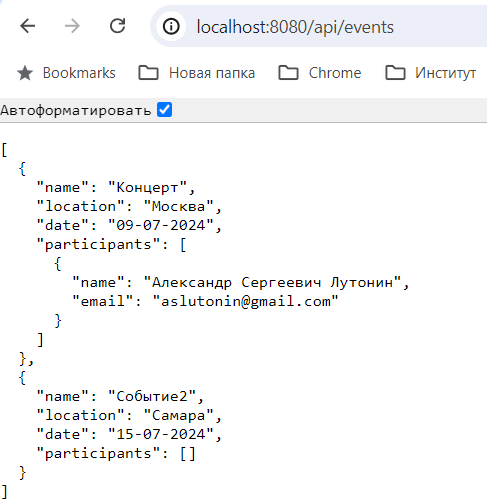 localhost:8080/api/events
Bookmarks Новая папка Chrome Институт
Автоформатировать
[
  {
    "name": "Концерт",
    "location": "Москва",
    "date": "09-07-2024",
    "participants": [
      {
        "name": "Александр Сергеевич Лутонин",
        "email": "aslutonin@gmail.com"
      }
    ]
  },
  {
    "name": "Событие2",
    "location": "Самара",
    "date": "15-07-2024",
    "participants": []
  }
]